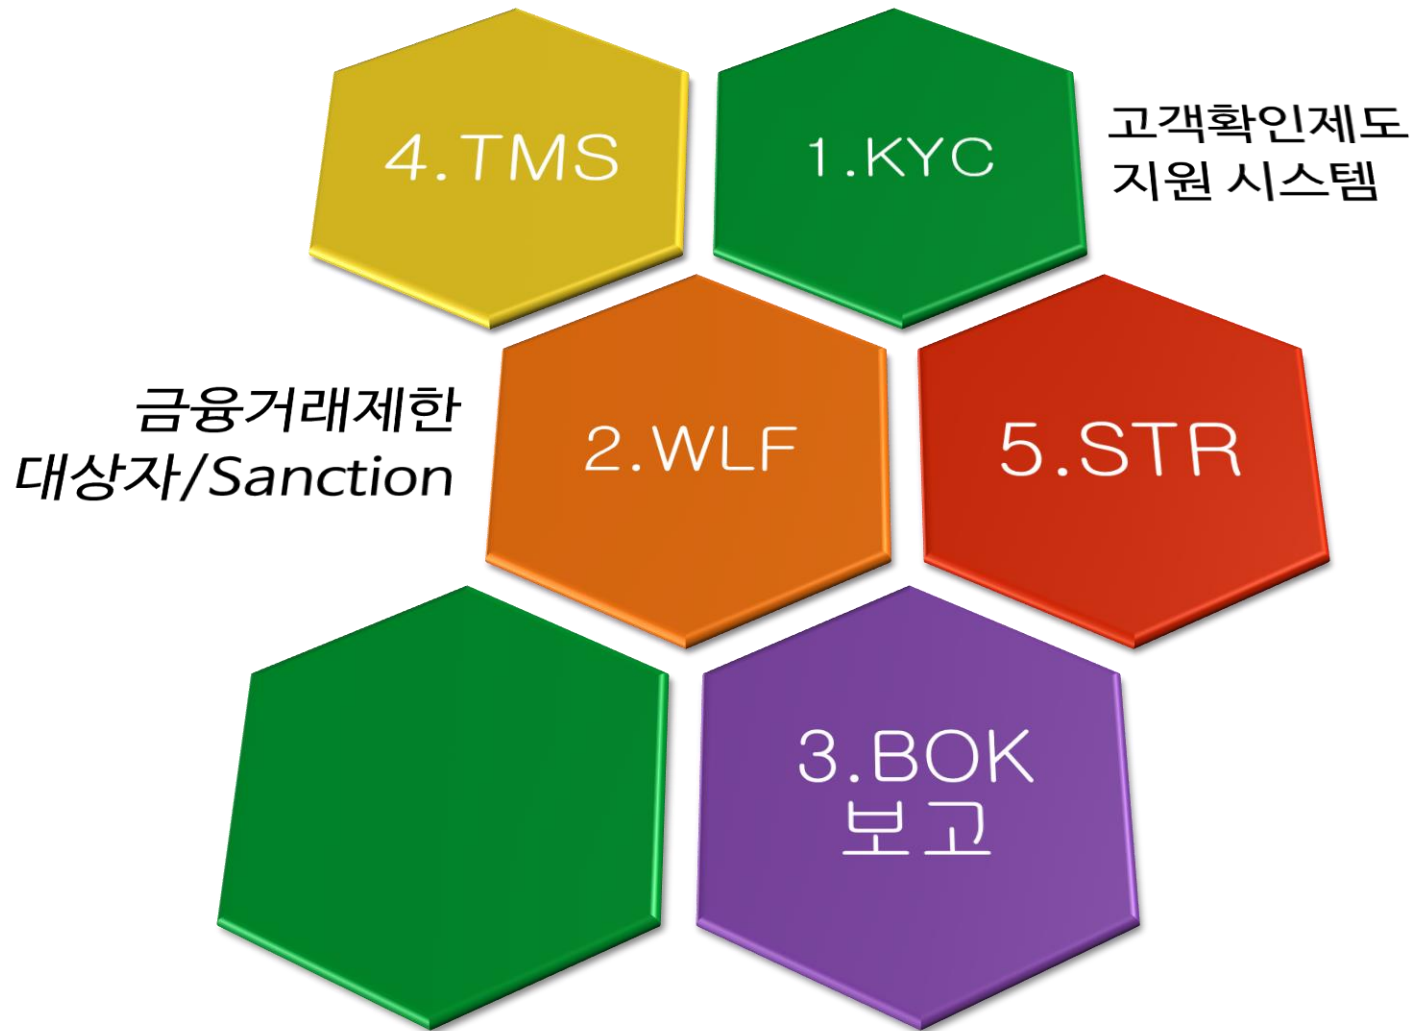 4.TMS
1.KYC
고객확인제도
지원 시스템
금융거래제한
대상자/Sanction
2.WLF
5.STR
3.BOK
보고